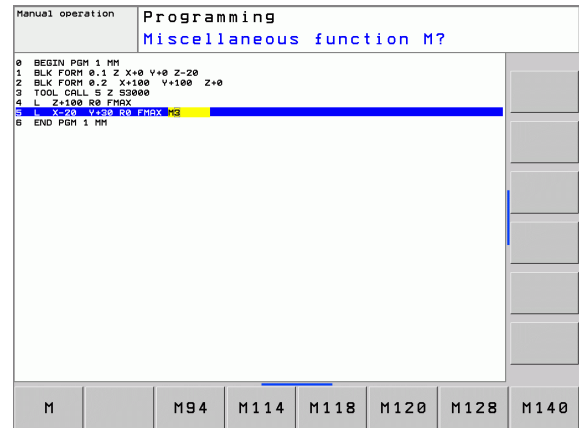 Manual operation
Programming
Miscellaneous function M?
0 BEGIN PGM 1 MM
1 BLK FORM 0.1 Z X+0 Y+0 Z-20
2 BLK FORM 0.2 X+100 Y+100 Z+0
3 TOOL CALL 5 Z S3000
4 L Z+100 R0 FMAX
5 L X-20 Y+30 R0 FMAX M3
6 END PGM 1 MM
M M94 M114 M118 M120 M128 M140